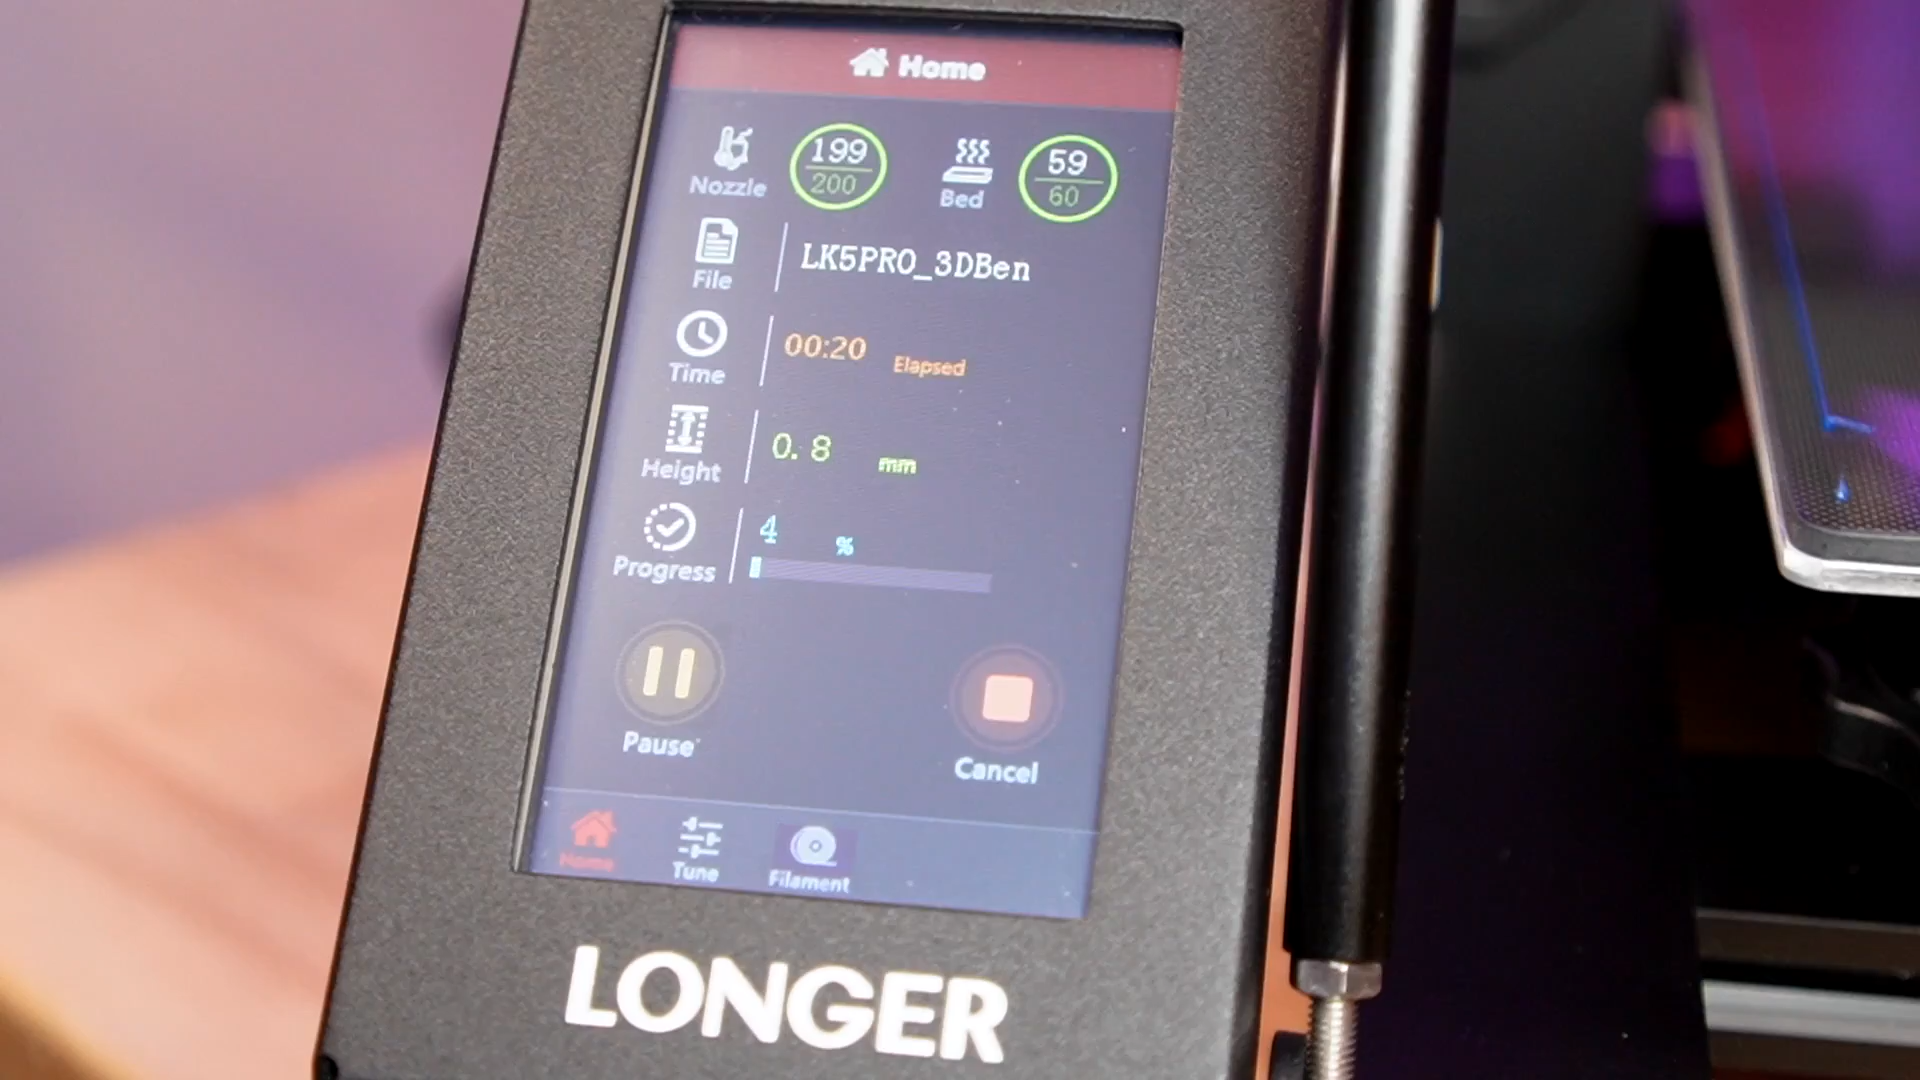 Home
199
200
Nozzle
59
60
Bed
File
LK5PRO_3DBen
Time
00:20 Elapsed
Height
0.8 mm
Progress
4 %
Pause
Cancel
Home
Tune
Filament
LONGER